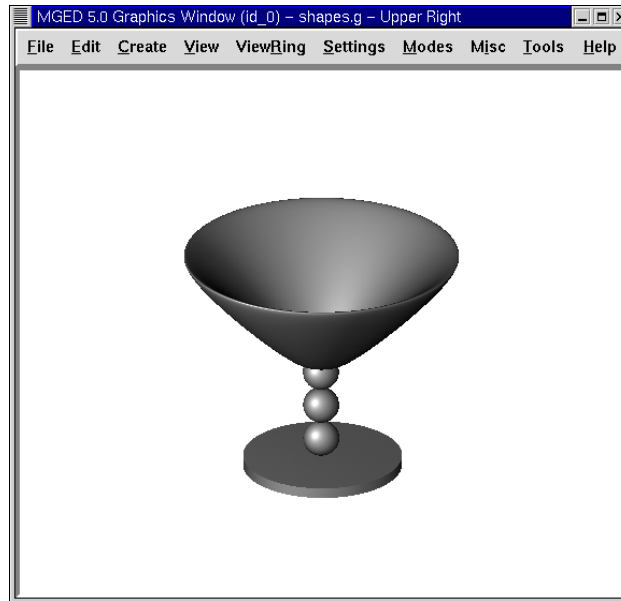 MGED 5.0 Graphics Window (id_0) – shapes.g – Upper Right
File Edit Create View ViewRing Settings Modes Misc Tools Help